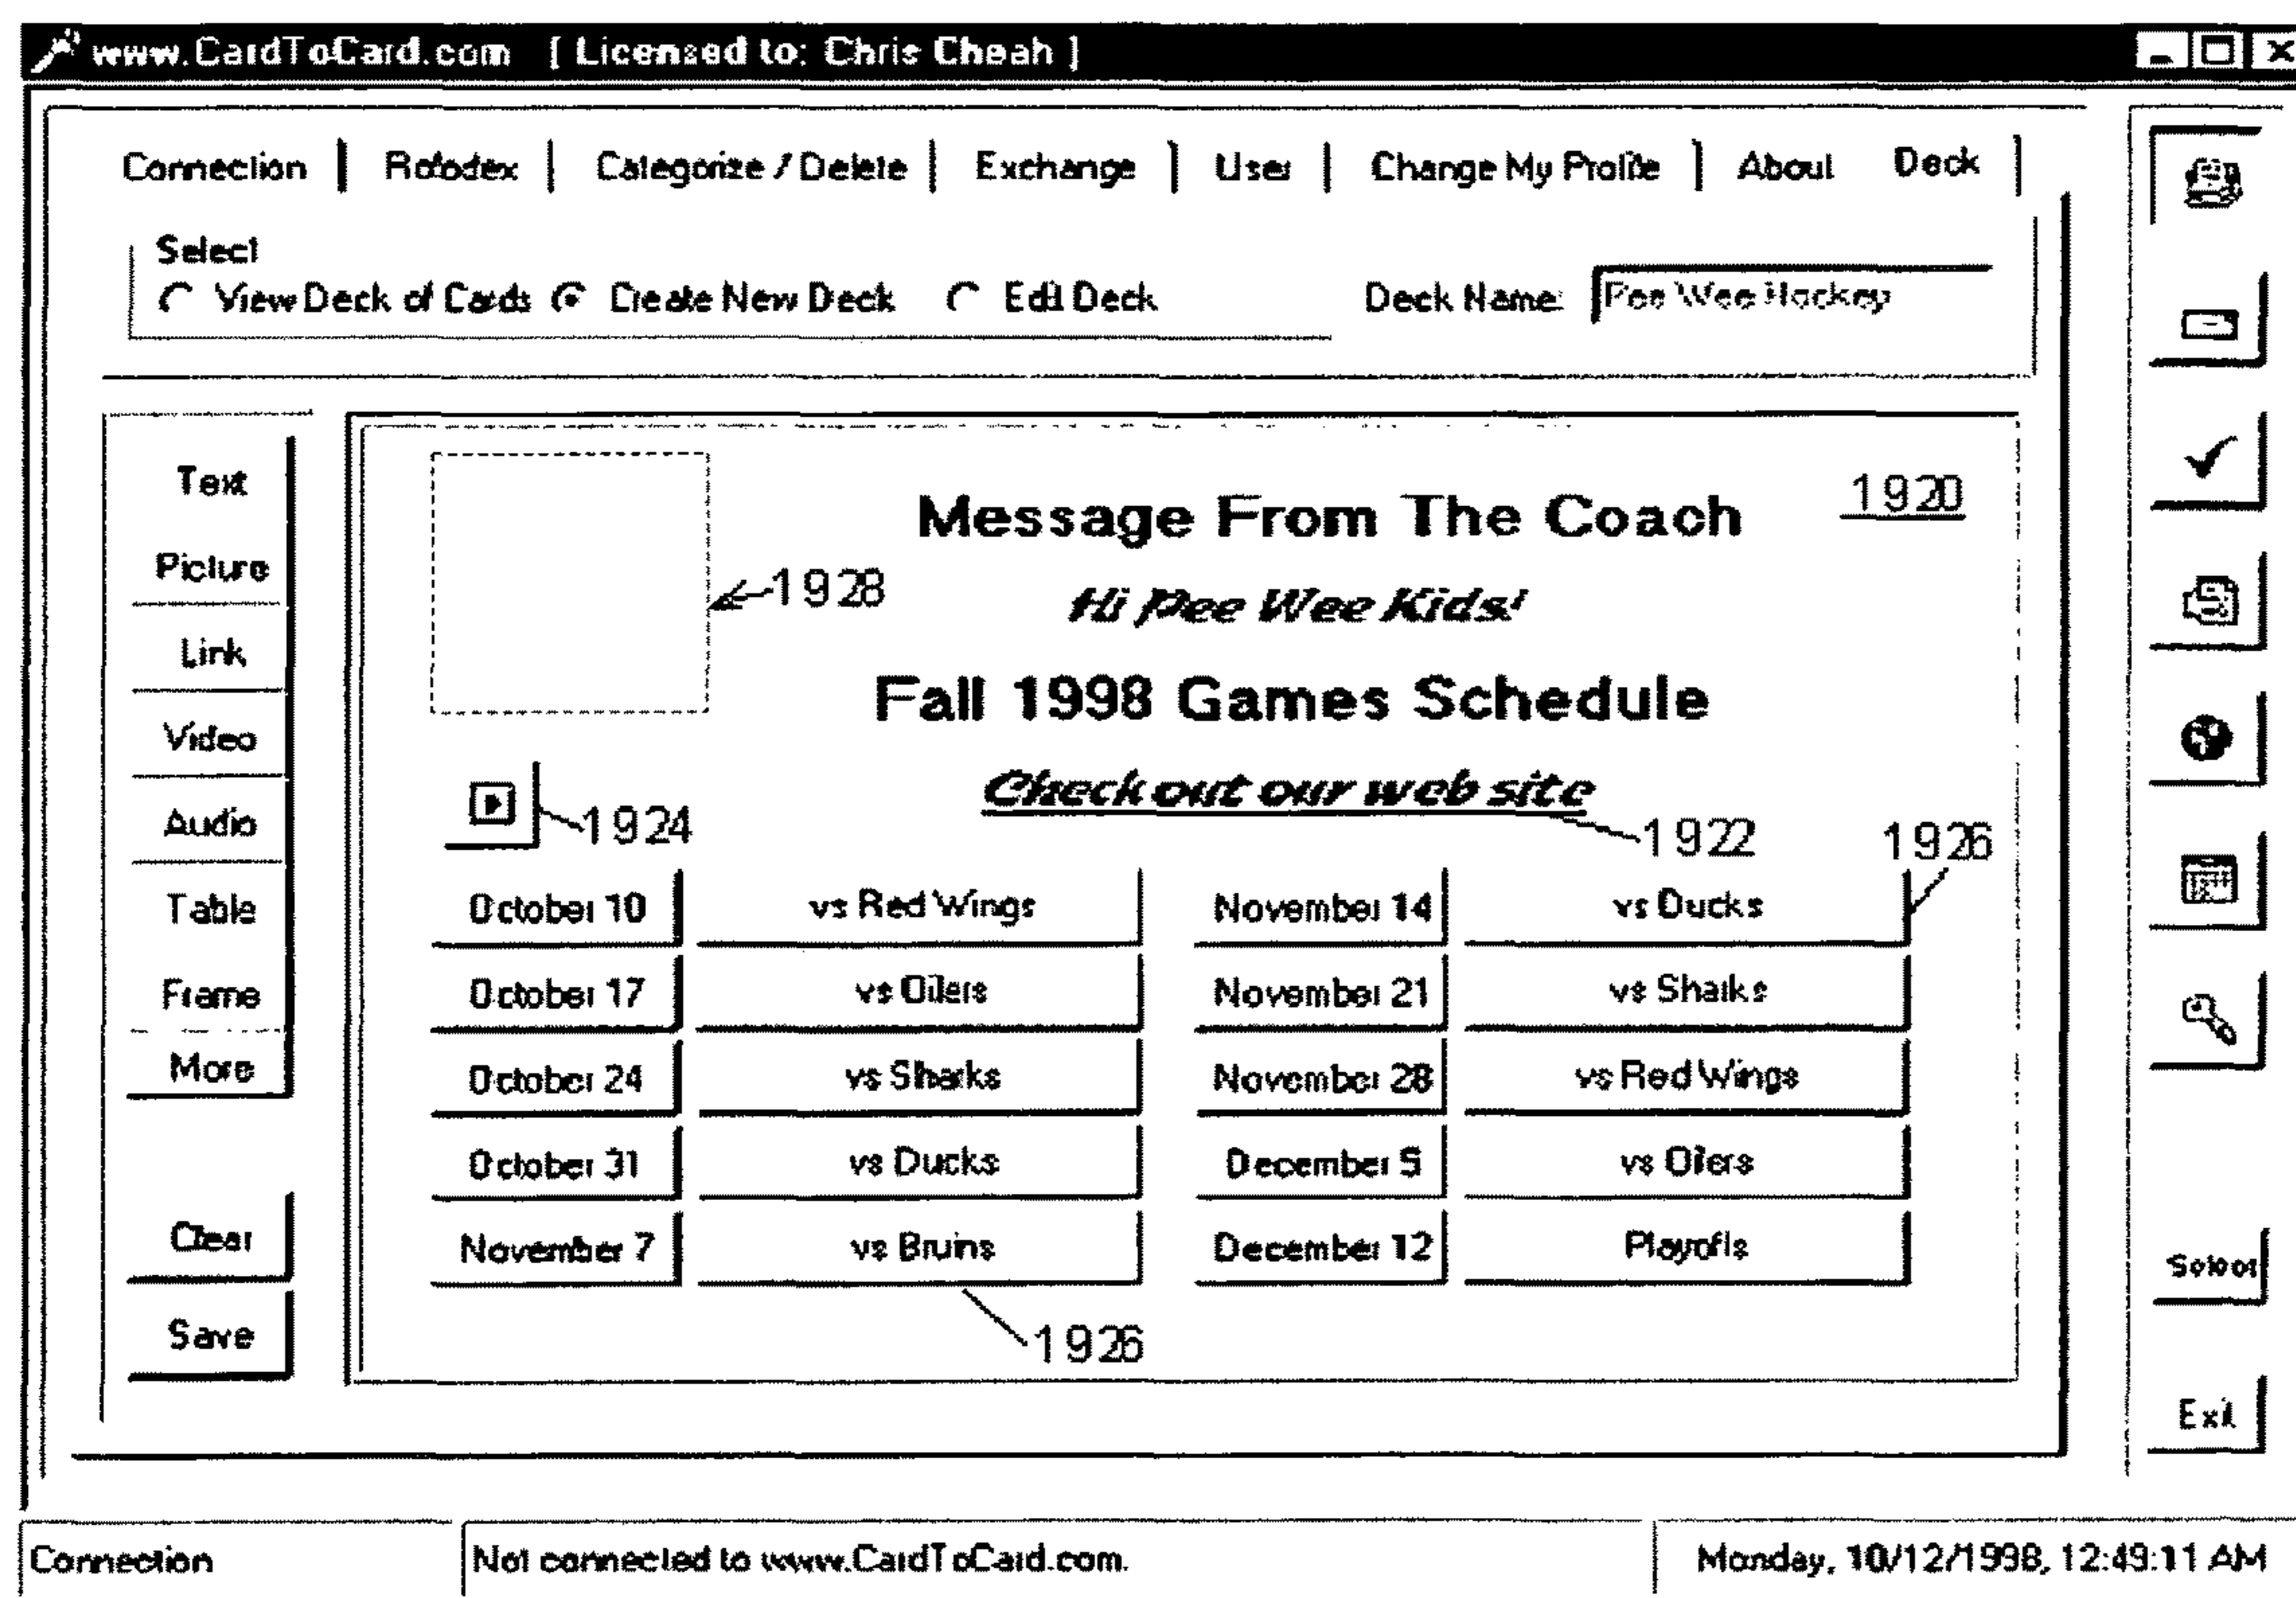 www.CardToCard.com [ Licensed to: Chris Cheah ]
Connection Rolodex Categorize / Delete Exchange User Change My Profile About Deck
Select
View Deck of Cards Create New Deck Edit Deck Deck Name: Pee Wee Hockey
Text
Picture
Link
Video
Audio
Table
Frame
More
Clear
Save
Message From The Coach 1920
1928
Hi Pee Wee Kids!
Fall 1998 Games Schedule
Check out our web site
1924
1922
1926
October 10 vs Red Wings November 14 vs Ducks
October 17 vs Oilers November 21 vs Sharks
October 24 vs Sharks November 28 vs Red Wings
October 31 vs Ducks December 5 vs Oilers
November 7 vs Bruins December 12 Playoffs
1926
Select
Exit
Connection Not connected to www.CardToCard.com. Monday, 10/12/1998, 12:49:11 AM